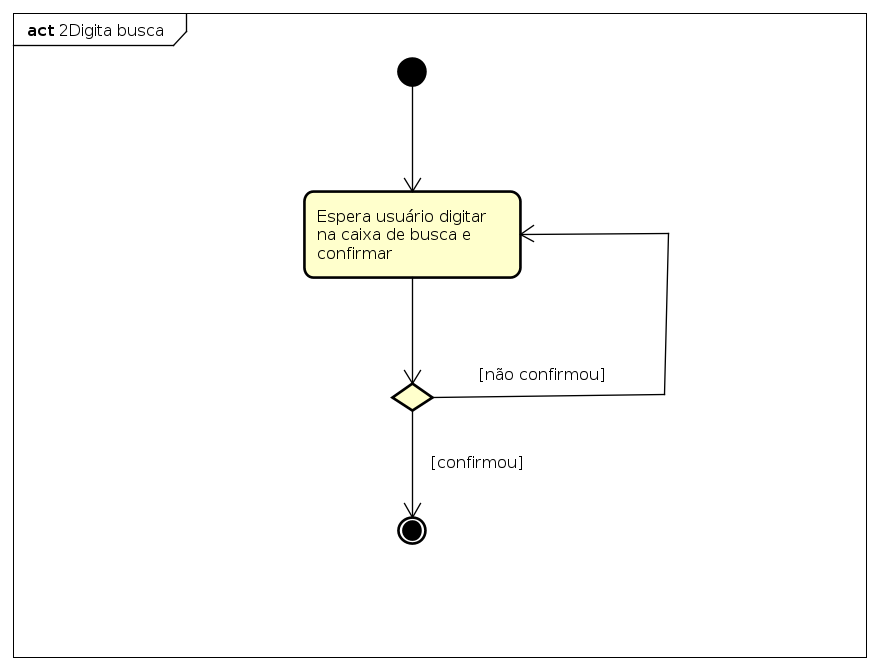 act 2Digita busca
Espera usuário digitar
na caixa de busca e
confirmar
[não confirmou]
[confirmou]